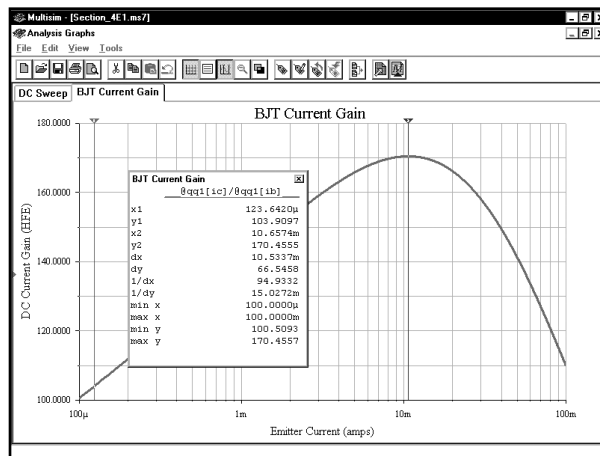 Multisim - [Section_4E1.ms7]
Analysis Graphs
File Edit View Tools
DC Sweep BJT Current Gain
BJT Current Gain
180.0000
160.0000
140.0000
120.0000
100.0000
DC Current Gain (HFE)
BJT Current Gain
@qq1[ic]/@qq1[ib]
x1 123.6420µ
y1 103.9097
x2 10.6574m
y2 170.4555
dx 10.5337m
dy 66.5458
1/dx 94.9332
1/dy 15.0272m
min x 100.0000µ
max x 100.0000m
min y 100.5093
max y 170.4557
100µ 1m 10m 100m
Emitter Current (amps)